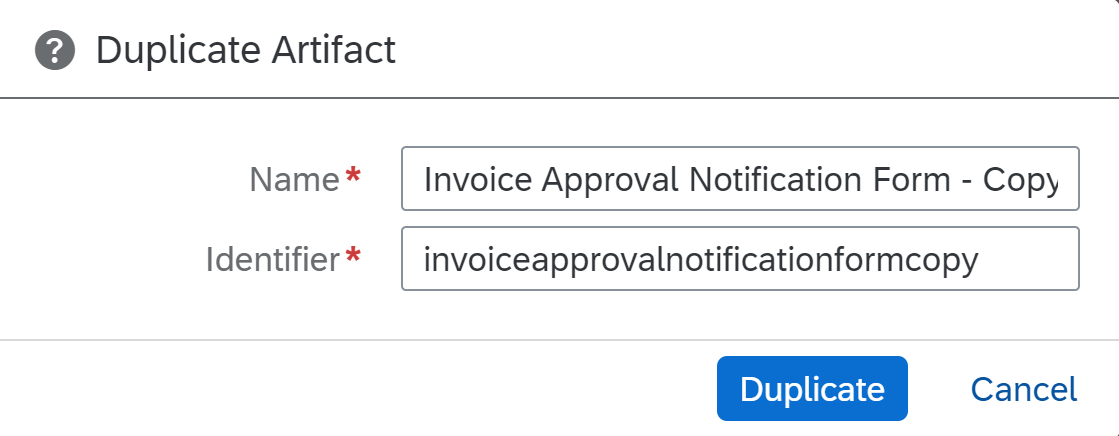 Duplicate Artifact
Name*
Invoice Approval Notification Form - Copy
Identifier*
invoiceapprovalnotificationformcopy
Duplicate
Cancel